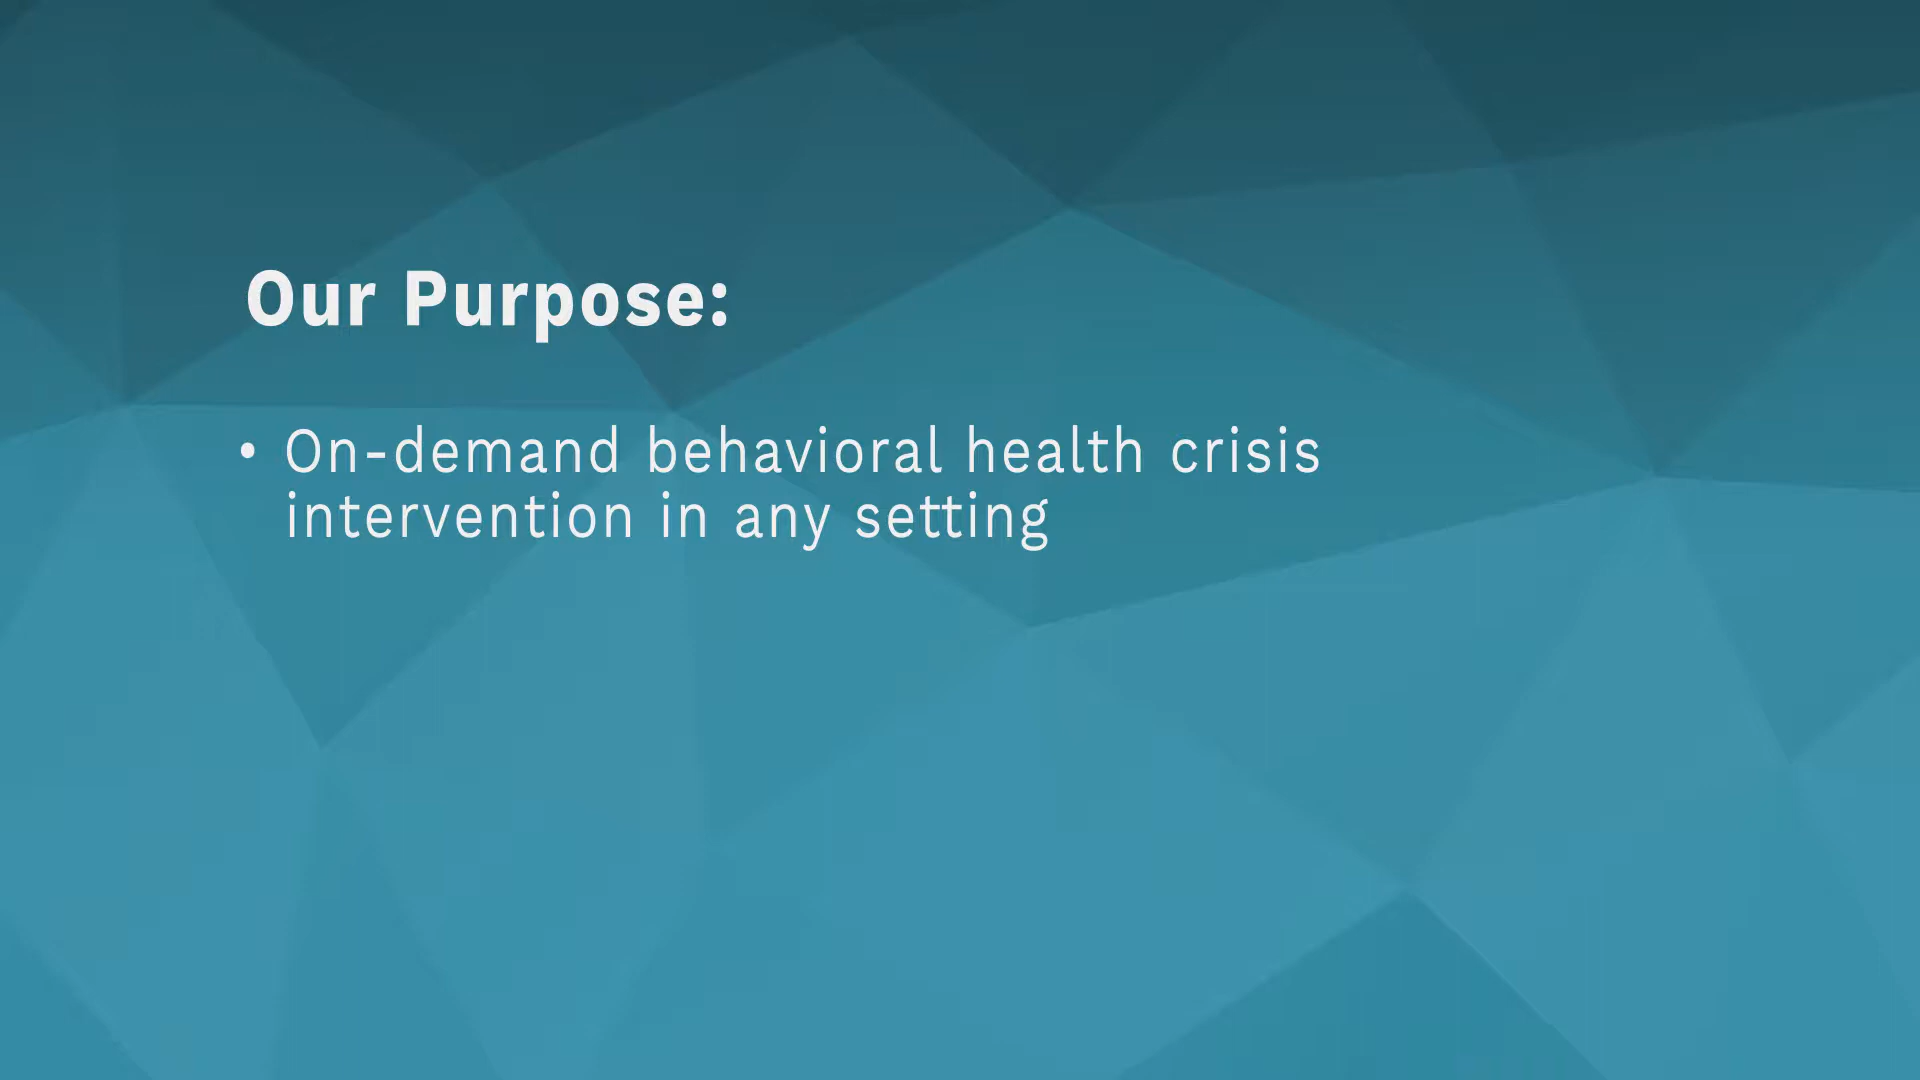 Our Purpose:
• On-demand behavioral health crisis
intervention in any setting